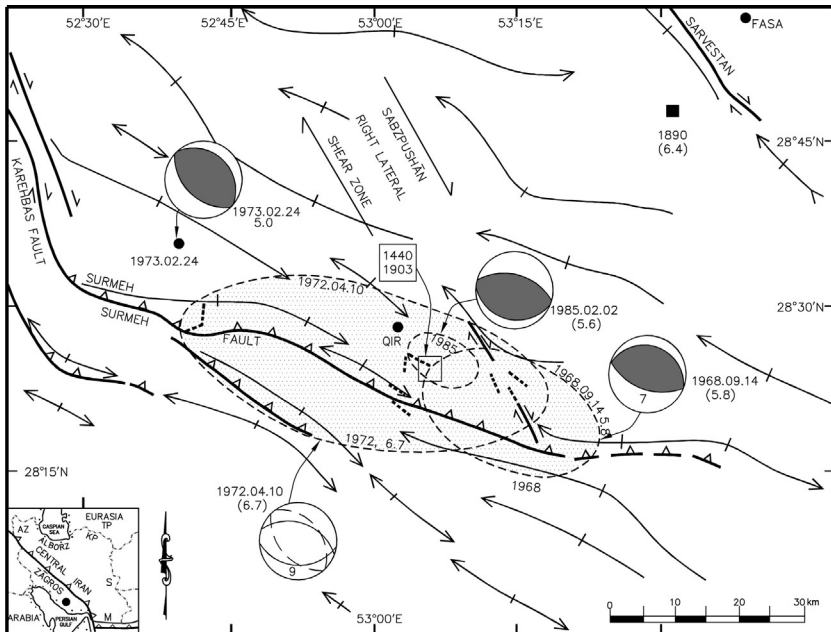 52°30'E
52°45'E
53°00'E
53°15'E
FASA
SARVESTAN
1890
(6.4)
28°45'N
SABZPUSHĀN
RIGHT LATERAL
SHEAR ZONE
KAREHBAS FAULT
1973.02.24
5.0
1973.02.24
1440
1903
SURMEH
SURMEH
FAULT
1972.04.10
QIR
1985
1985.02.02
(5.6)
28°30'N
1968.09.14 5.8
1968.09.14
(5.8)
7
1972, 6.7
28°15'N
1968
1972.04.10
(6.7)
9
EURASIA
TP
AZ
CASPIAN
SEA
KP
ALBORZ
CENTRAL
IRAN
ZAGROS
S
ARABIA
PERSIAN
GULF
M
53°00'E
0 10 20 30 km